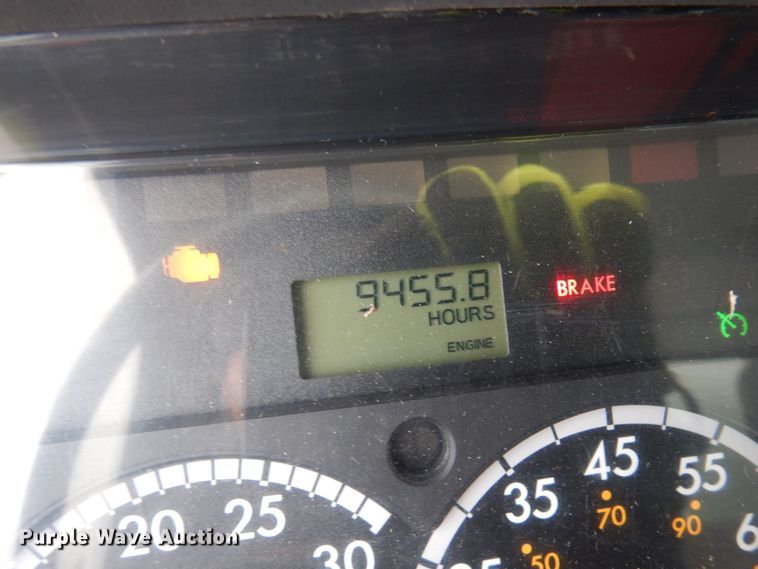 9455.8
HOURS
ENGINE
BRAKE
20 25 30
35 45 55
50 70 90
Purple Wave Auction